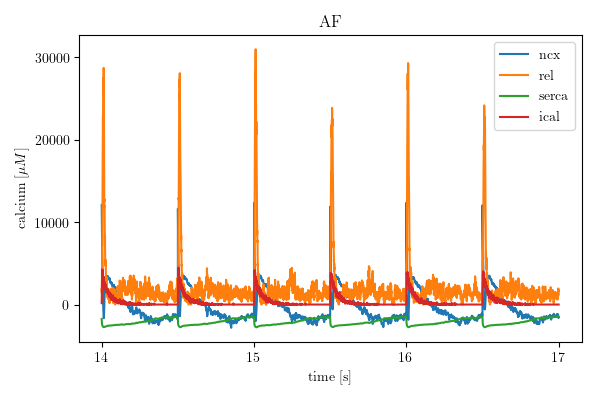 AF
30000
20000
10000
0
calcium [μM]
14
15
16
17
time [s]
ncx
rel
serca
ical